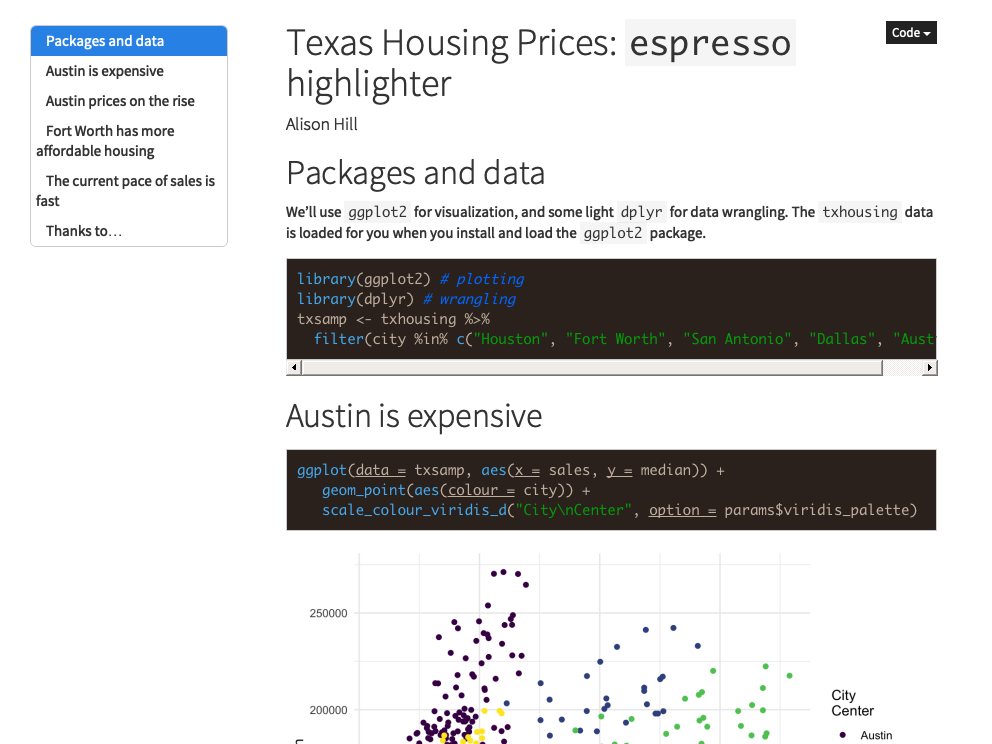 Packages and data
Austin is expensive
Austin prices on the rise
Fort Worth has more
affordable housing
The current pace of sales is
fast
Thanks to…
Code
Texas Housing Prices: espresso
highlighter
Alison Hill
Packages and data
We'll use ggplot2 for visualization, and some light dplyr for data wrangling. The txhousing data
is loaded for you when you install and load the ggplot2 package.
library(ggplot2) # plotting
library(dplyr) # wrangling
txsamp <- txhousing %>%
  filter(city %in% c("Houston", "Fort Worth", "San Antonio", "Dallas", "Aust
Austin is expensive
ggplot(data = txsamp, aes(x = sales, y = median)) +
   geom_point(aes(colour = city)) +
   scale_colour_viridis_d("City\nCenter", option = params$viridis_palette)
250000
200000
City
Center
Austin